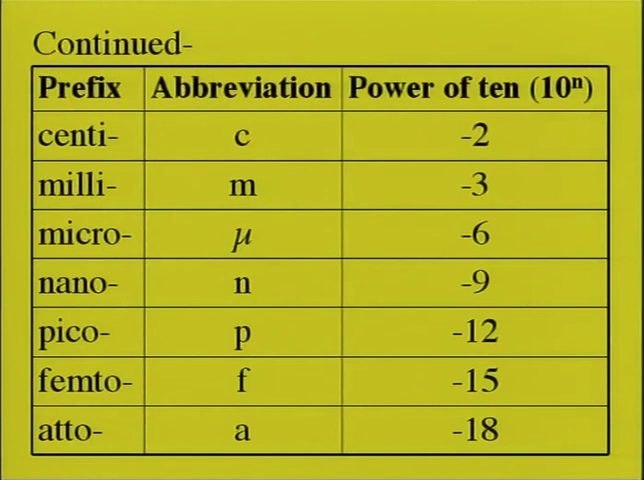 Continued-
Prefix Abbreviation Power of ten (10ⁿ)
centi- c -2
milli- m -3
micro- μ -6
nano- n -9
pico- p -12
femto- f -15
atto- a -18